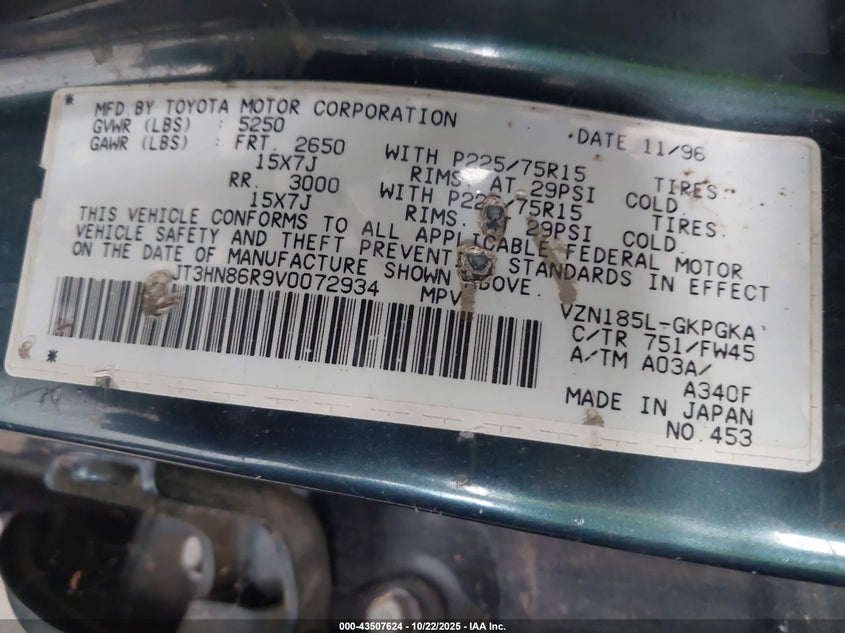 * MFD. BY TOYOTA MOTOR CORPORATION DATE 11/96
GVWR (LBS) : 5250
GAWR (LBS) : FRT. 2650 WITH P225/75R15 TIRES.
15X7J RIMS. AT 29PSI COLD.
RR. 3000 WITH P225/75R15 TIRES.
15X7J RIMS. 29PSI COLD.
THIS VEHICLE CONFORMS TO ALL APPLICABLE FEDERAL MOTOR
VEHICLE SAFETY AND THEFT PREVENT STANDARDS IN EFFECT
ON THE DATE OF MANUFACTURE SHOWN ABOVE.
JT3HN86R9V0072934 MPV
VZN185L-GKPGKA
C/TR 751/FW45
A/TM A03A/
A340F
MADE IN JAPAN
* NO.453
000-43507624 - 10/22/2025 - IAA Inc.